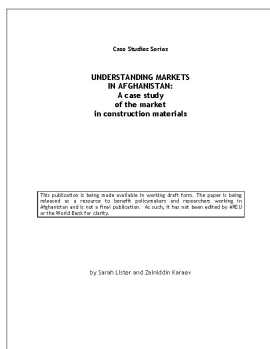 Case Studies Series
UNDERSTANDING MARKETS
IN AFGHANISTAN:
A case study
of the market
in construction materials
This publication is being made available in working draft form. The paper is being
released as a resource to benefit policymakers and researchers working in
Afghanistan and is not a final publication. As such, it has not been edited by AREU
or the World Bank for clarity.
by Sarah Lister and Zainiddin Karaev